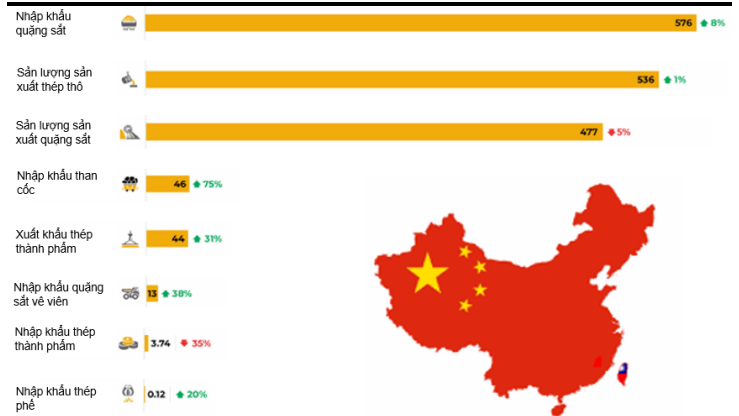 Nhập khẩu
quặng sắt
576 8%
Sản lượng sản
xuất thép thô
536 1%
Sản lượng sản
xuất quặng sắt
477 5%
Nhập khẩu than
cốc
46 75%
Xuất khẩu thép
thành phẩm
44 31%
Nhập khẩu quặng
sắt vê viên
13 38%
Nhập khẩu thép
thành phẩm
3.74 35%
Nhập khẩu thép
phế
0.12 20%